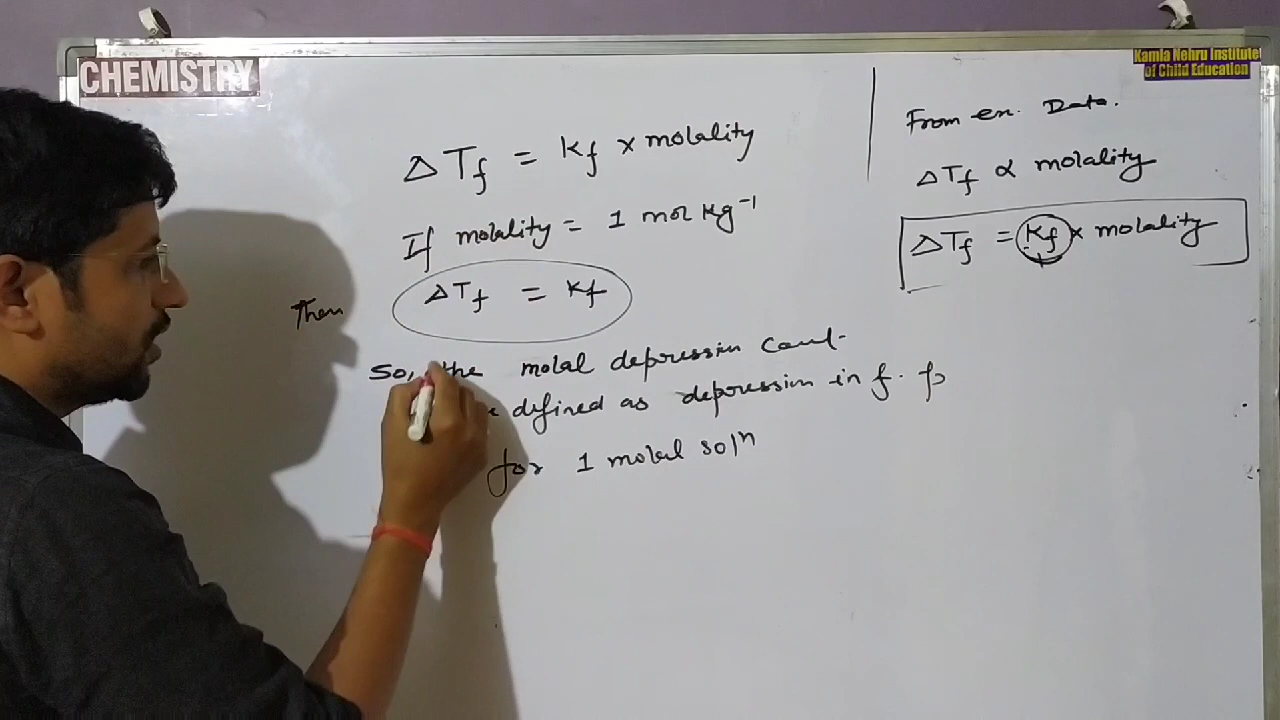 CHEMISTRY
Kamla Nehru Institute
of Child Education
ΔTf = Kf × molality
If molality = 1 mol Kg⁻¹
Then ΔTf = Kf
So, the molal depression
defined as depression in f. p
for 1 molal solⁿ
From en. Data.
ΔTf ∝ molality
ΔTf = Kf × molality